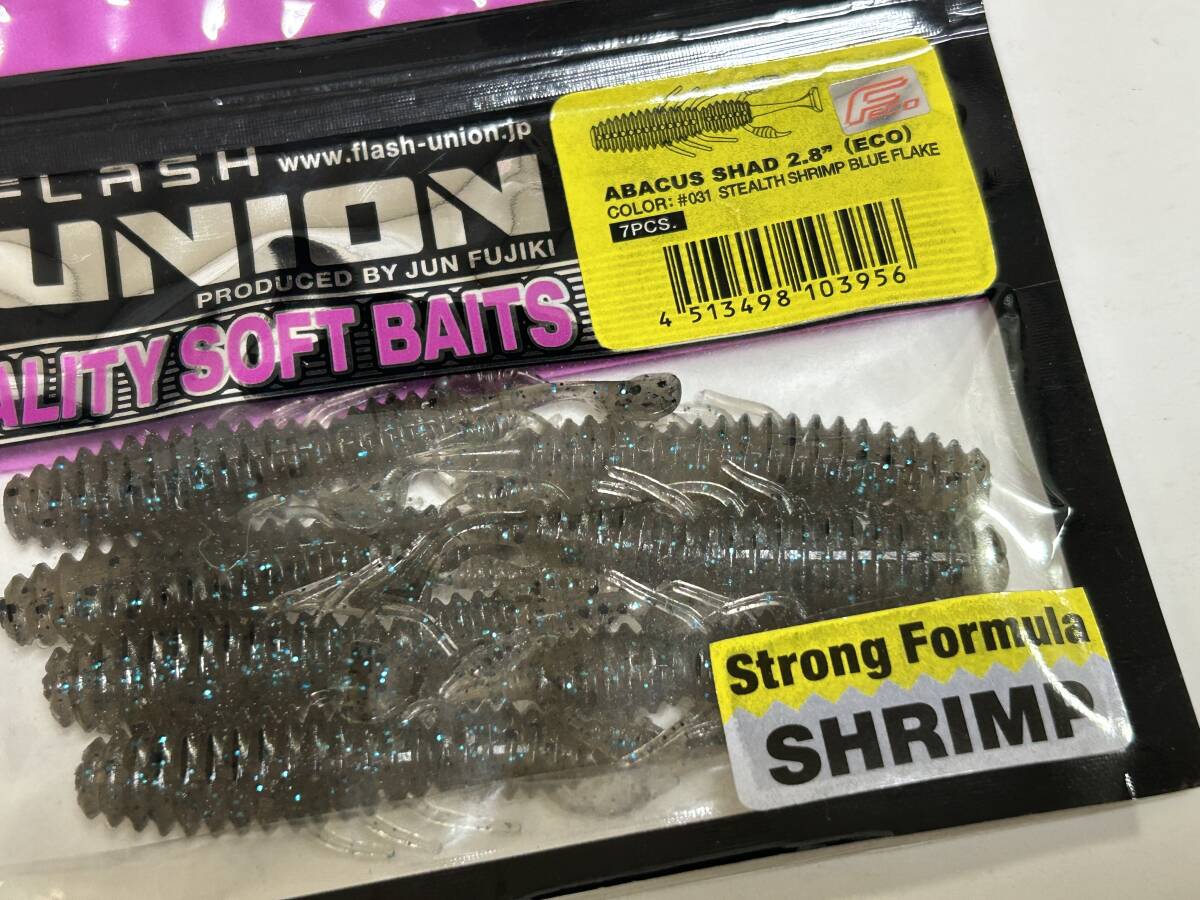 FLASH www.flash-union.jp
UNION
PRODUCED BY JUN FUJIKI
ALITY SOFT BAITS
ABACUS SHAD 2.8” (ECO)
COLOR: #031 STEALTH SHRIMP BLUE FLAKE
7PCS.
4 513498 103956
Strong Formula
SHRIMP